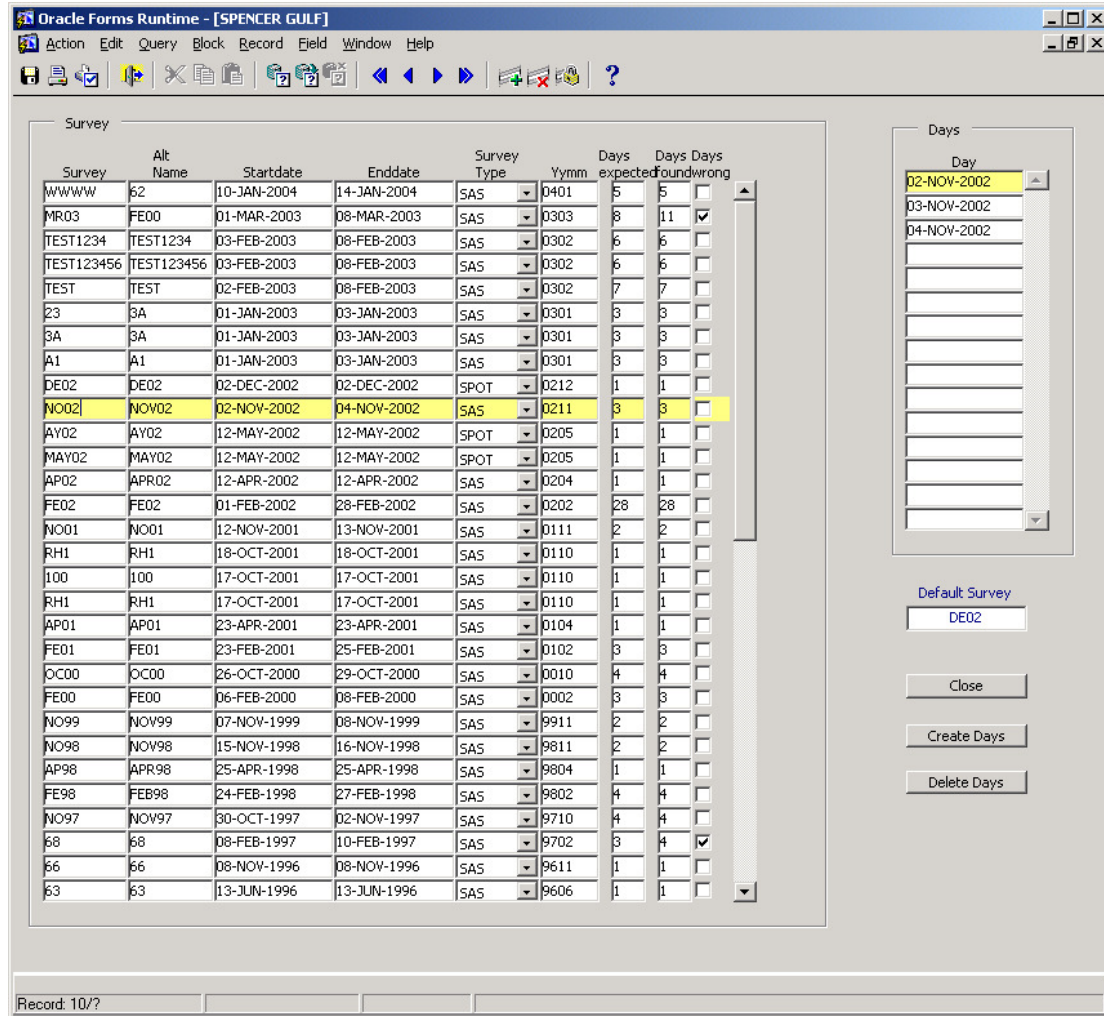 Oracle Forms Runtime - [SPENCER GULF]
Action Edit Query Block Record Field Window Help
Survey
Survey Alt Name Startdate Enddate Survey Type Yymm Days expected Days found Days wrong
WWWW 62 10-JAN-2004 14-JAN-2004 SAS 0401 5 5
MR03 FE00 01-MAR-2003 08-MAR-2003 SAS 0303 8 11
TEST1234 TEST1234 03-FEB-2003 08-FEB-2003 SAS 0302 6 6
TEST123456 TEST123456 03-FEB-2003 08-FEB-2003 SAS 0302 6 6
TEST TEST 02-FEB-2003 08-FEB-2003 SAS 0302 7 7
23 3A 01-JAN-2003 03-JAN-2003 SAS 0301 3 3
3A 3A 01-JAN-2003 03-JAN-2003 SAS 0301 3 3
A1 A1 01-JAN-2003 03-JAN-2003 SAS 0301 3 3
DE02 DE02 02-DEC-2002 02-DEC-2002 SPOT 0212 1 1
NO02 NOV02 02-NOV-2002 04-NOV-2002 SAS 0211 3 3
AY02 AY02 12-MAY-2002 12-MAY-2002 SPOT 0205 1 1
MAY02 MAY02 12-MAY-2002 12-MAY-2002 SPOT 0205 1 1
AP02 APR02 12-APR-2002 12-APR-2002 SAS 0204 1 1
FE02 FE02 01-FEB-2002 28-FEB-2002 SAS 0202 28 28
NO01 NO01 12-NOV-2001 13-NOV-2001 SAS 0111 2 2
RH1 RH1 18-OCT-2001 18-OCT-2001 SAS 0110 1 1
100 100 17-OCT-2001 17-OCT-2001 SAS 0110 1 1
RH1 RH1 17-OCT-2001 17-OCT-2001 SAS 0110 1 1
AP01 AP01 23-APR-2001 23-APR-2001 SAS 0104 1 1
FE01 FE01 23-FEB-2001 25-FEB-2001 SAS 0102 3 3
OC00 OC00 26-OCT-2000 29-OCT-2000 SAS 0010 4 4
FE00 FE00 06-FEB-2000 08-FEB-2000 SAS 0002 3 3
NO99 NOV99 07-NOV-1999 08-NOV-1999 SAS 9911 2 2
NO98 NOV98 15-NOV-1998 16-NOV-1998 SAS 9811 2 2
AP98 APR98 25-APR-1998 25-APR-1998 SAS 9804 1 1
FE98 FEB98 24-FEB-1998 27-FEB-1998 SAS 9802 4 4
NO97 NOV97 30-OCT-1997 02-NOV-1997 SAS 9710 4 4
68 68 08-FEB-1997 10-FEB-1997 SAS 9702 3 4
66 66 08-NOV-1996 08-NOV-1996 SAS 9611 1 1
63 63 13-JUN-1996 13-JUN-1996 SAS 9606 1 1
Days
Day
02-NOV-2002
03-NOV-2002
04-NOV-2002
Default Survey
DE02
Close
Create Days
Delete Days
Record: 10/?